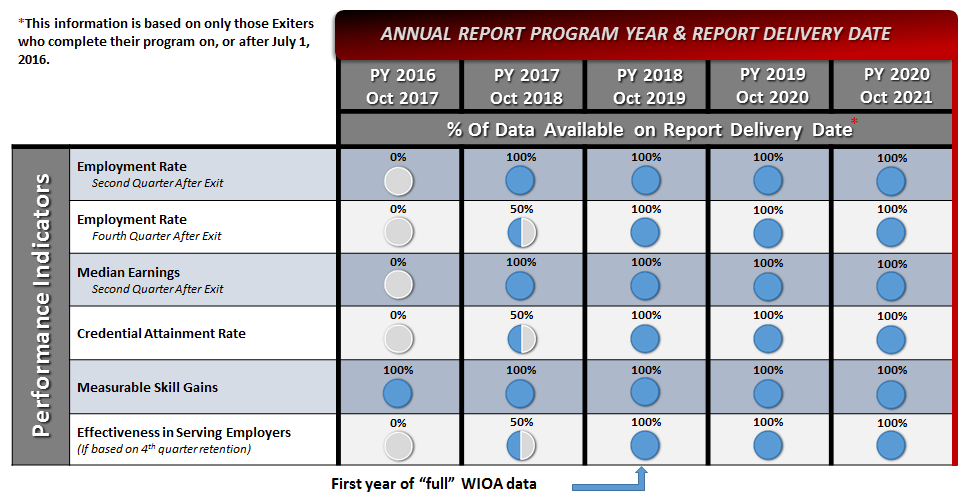 *This information is based on only those Exiters
who complete their program on, or after July 1,
2016.
ANNUAL REPORT PROGRAM YEAR & REPORT DELIVERY DATE
PY 2016 PY 2017 PY 2018 PY 2019 PY 2020
Oct 2017 Oct 2018 Oct 2019 Oct 2020 Oct 2021
% Of Data Available on Report Delivery Date*
Performance Indicators
Employment Rate
Second Quarter After Exit
0% 100% 100% 100% 100%
Employment Rate
Fourth Quarter After Exit
0% 50% 100% 100% 100%
Median Earnings
Second Quarter After Exit
0% 100% 100% 100% 100%
Credential Attainment Rate
0% 50% 100% 100% 100%
Measurable Skill Gains
100% 100% 100% 100% 100%
Effectiveness in Serving Employers
(If based on 4th quarter retention)
0% 50% 100% 100% 100%
First year of “full” WIOA data